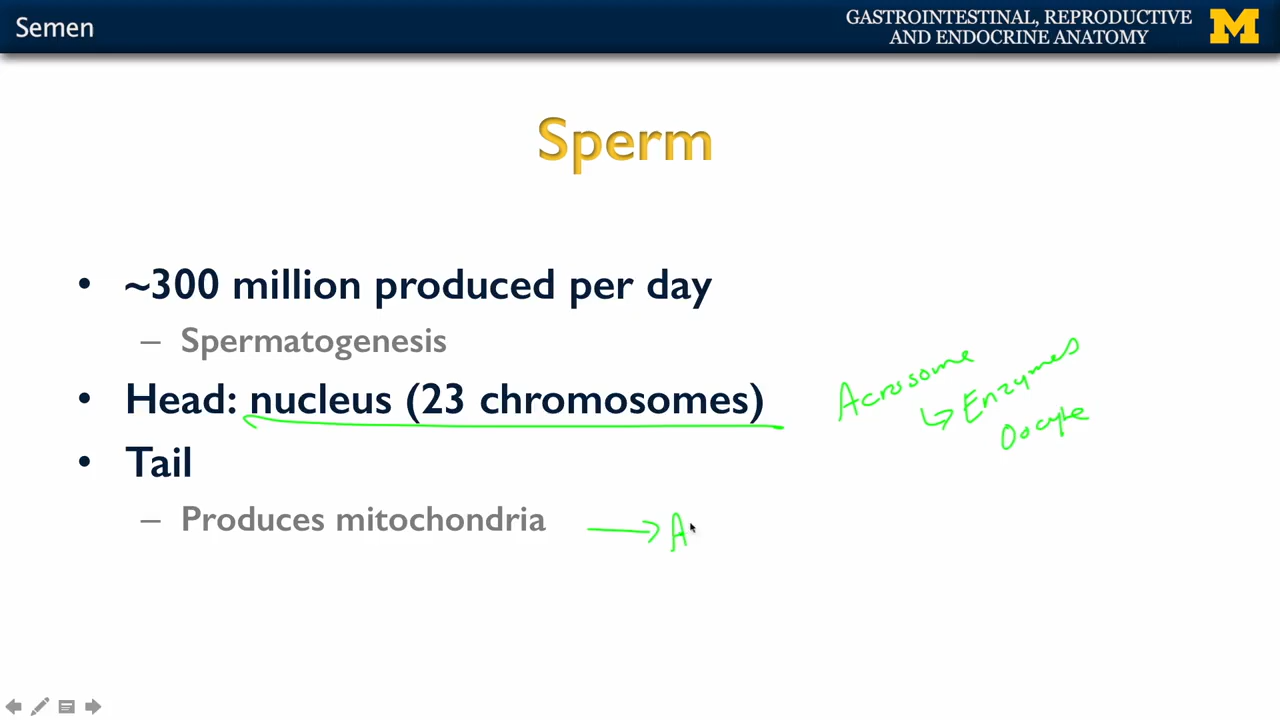 Semen
GASTROINTESTINAL, REPRODUCTIVE
AND ENDOCRINE ANATOMY
M
Sperm
• ~300 million produced per day
– Spermatogenesis
• Head: nucleus (23 chromosomes)
Acrosome
↳ Enzymes
Oocyte
• Tail
– Produces mitochondria → A